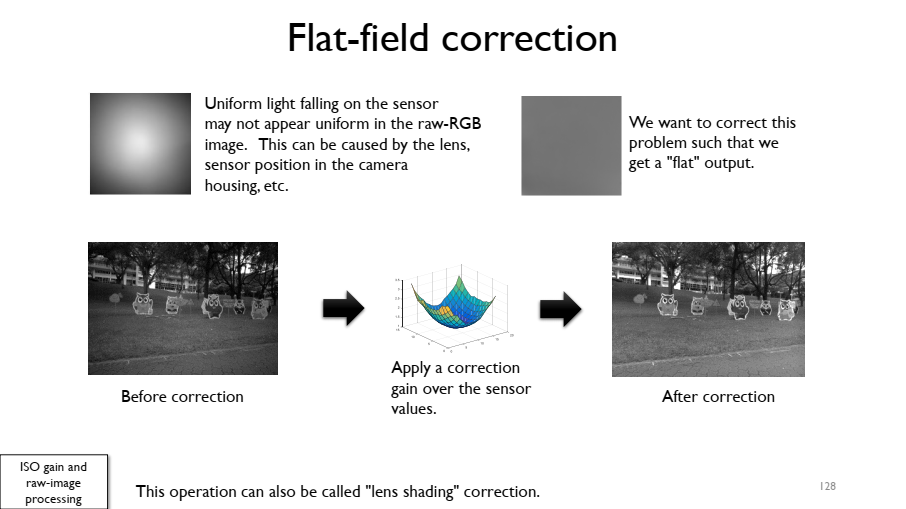 Flat-field correction
Uniform light falling on the sensor
may not appear uniform in the raw-RGB
image. This can be caused by the lens,
sensor position in the camera
housing, etc.
We want to correct this
problem such that we
get a "flat" output.
Before correction
Apply a correction
gain over the sensor
values.
After correction
ISO gain and
raw-image
processing
This operation can also be called "lens shading" correction.
128